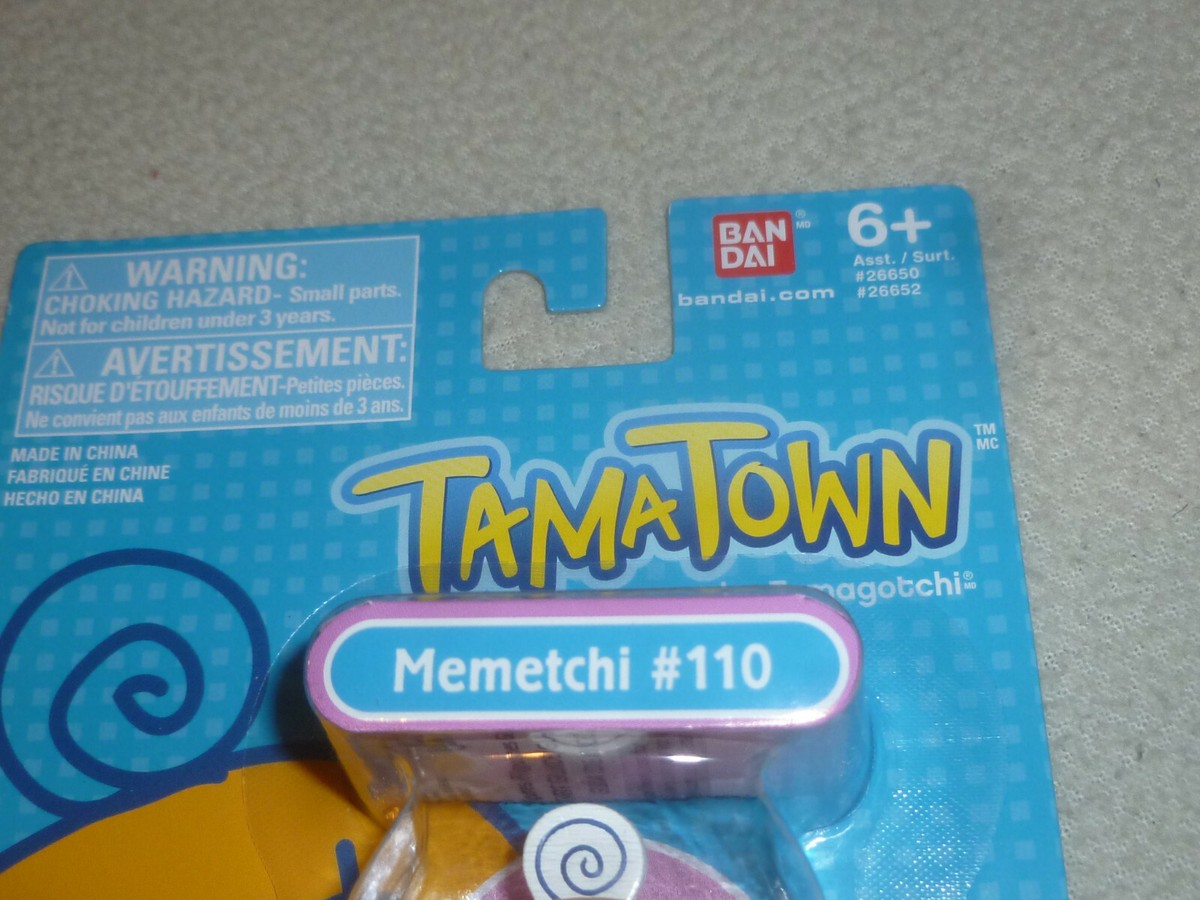 WARNING:
CHOKING HAZARD- Small parts.
Not for children under 3 years.
AVERTISSEMENT:
RISQUE D'ÉTOUFFEMENT-Petites pièces.
Ne convient pas aux enfants de moins de 3 ans.
MADE IN CHINA
FABRIQUÉ EN CHINE
HECHO EN CHINA
BAN
DAI
® MD
bandai.com
6+
Asst. / Surt.
#26650
#26652
TAMATOWN
TM
MC
® MD
Memetchi #110